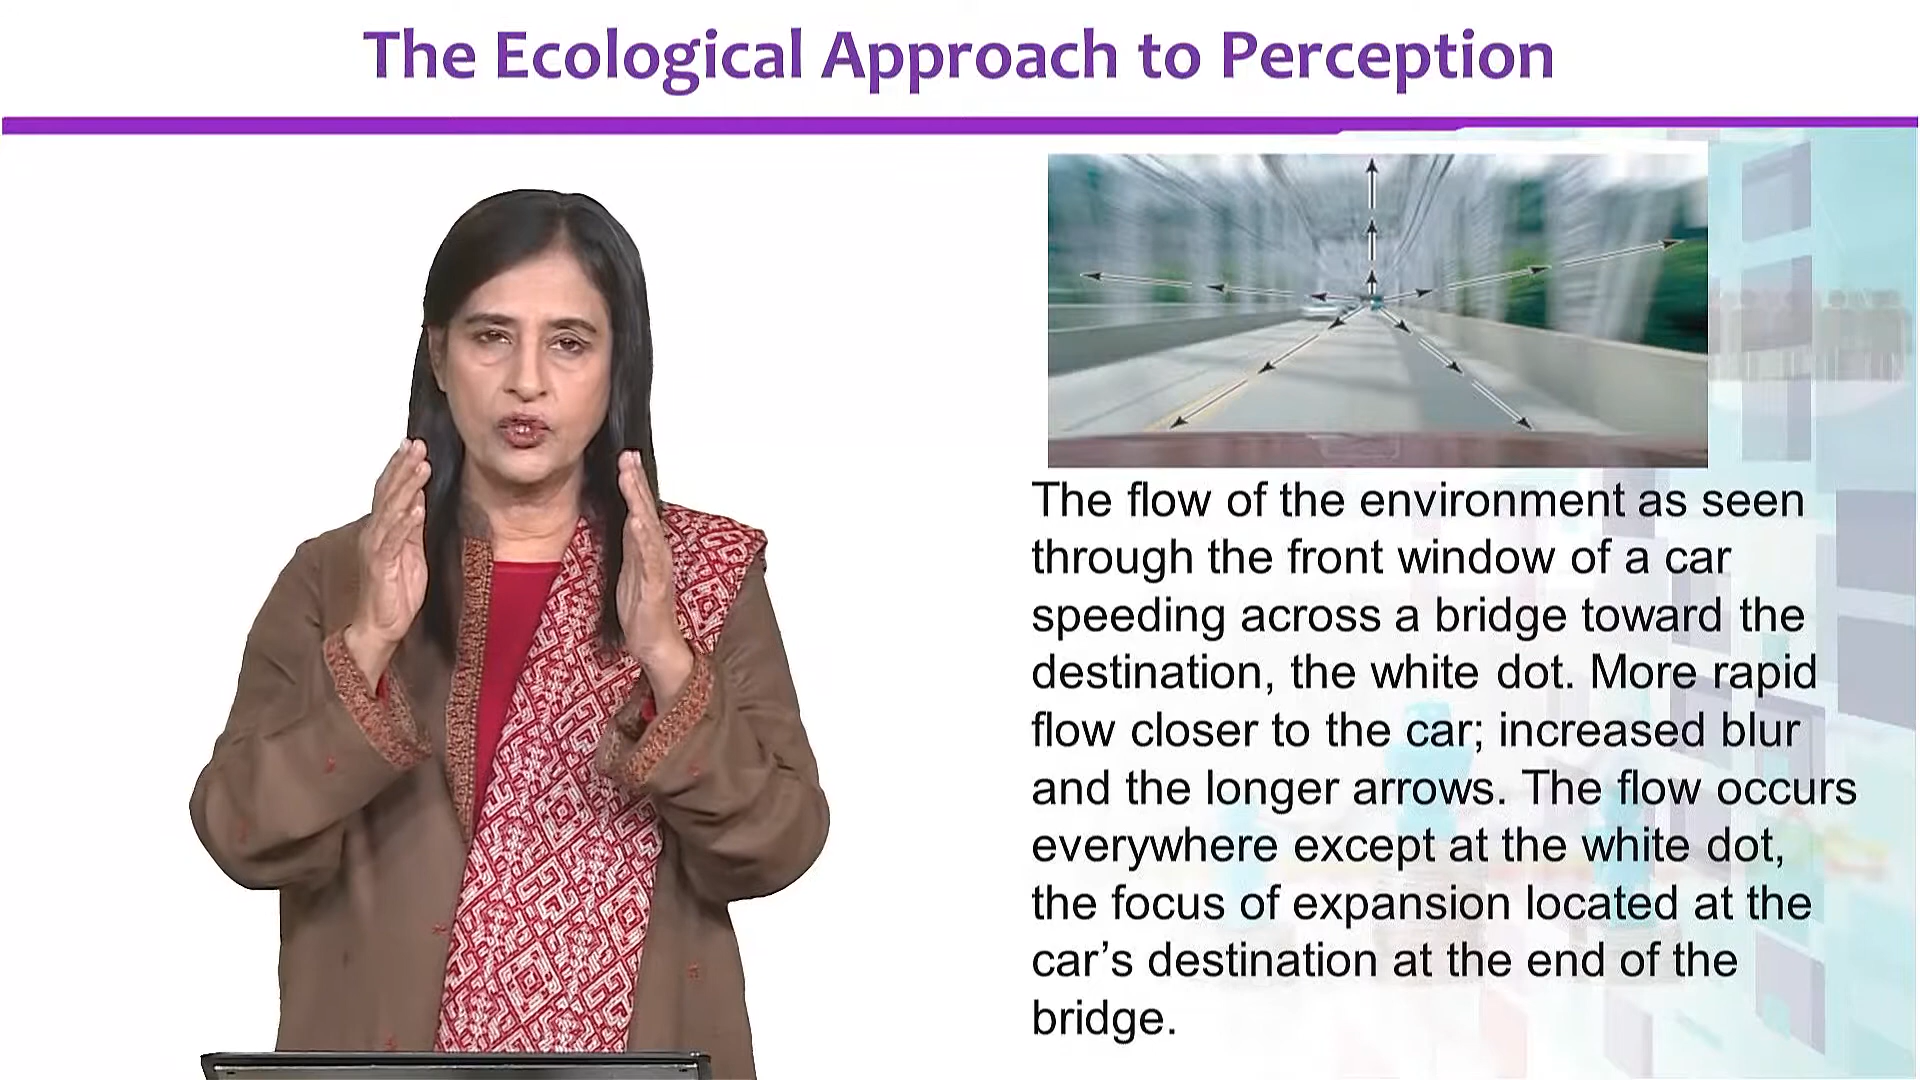 The Ecological Approach to Perception
The flow of the environment as seen
through the front window of a car
speeding across a bridge toward the
destination, the white dot. More rapid
flow closer to the car; increased blur
and the longer arrows. The flow occurs
everywhere except at the white dot,
the focus of expansion located at the
car’s destination at the end of the
bridge.